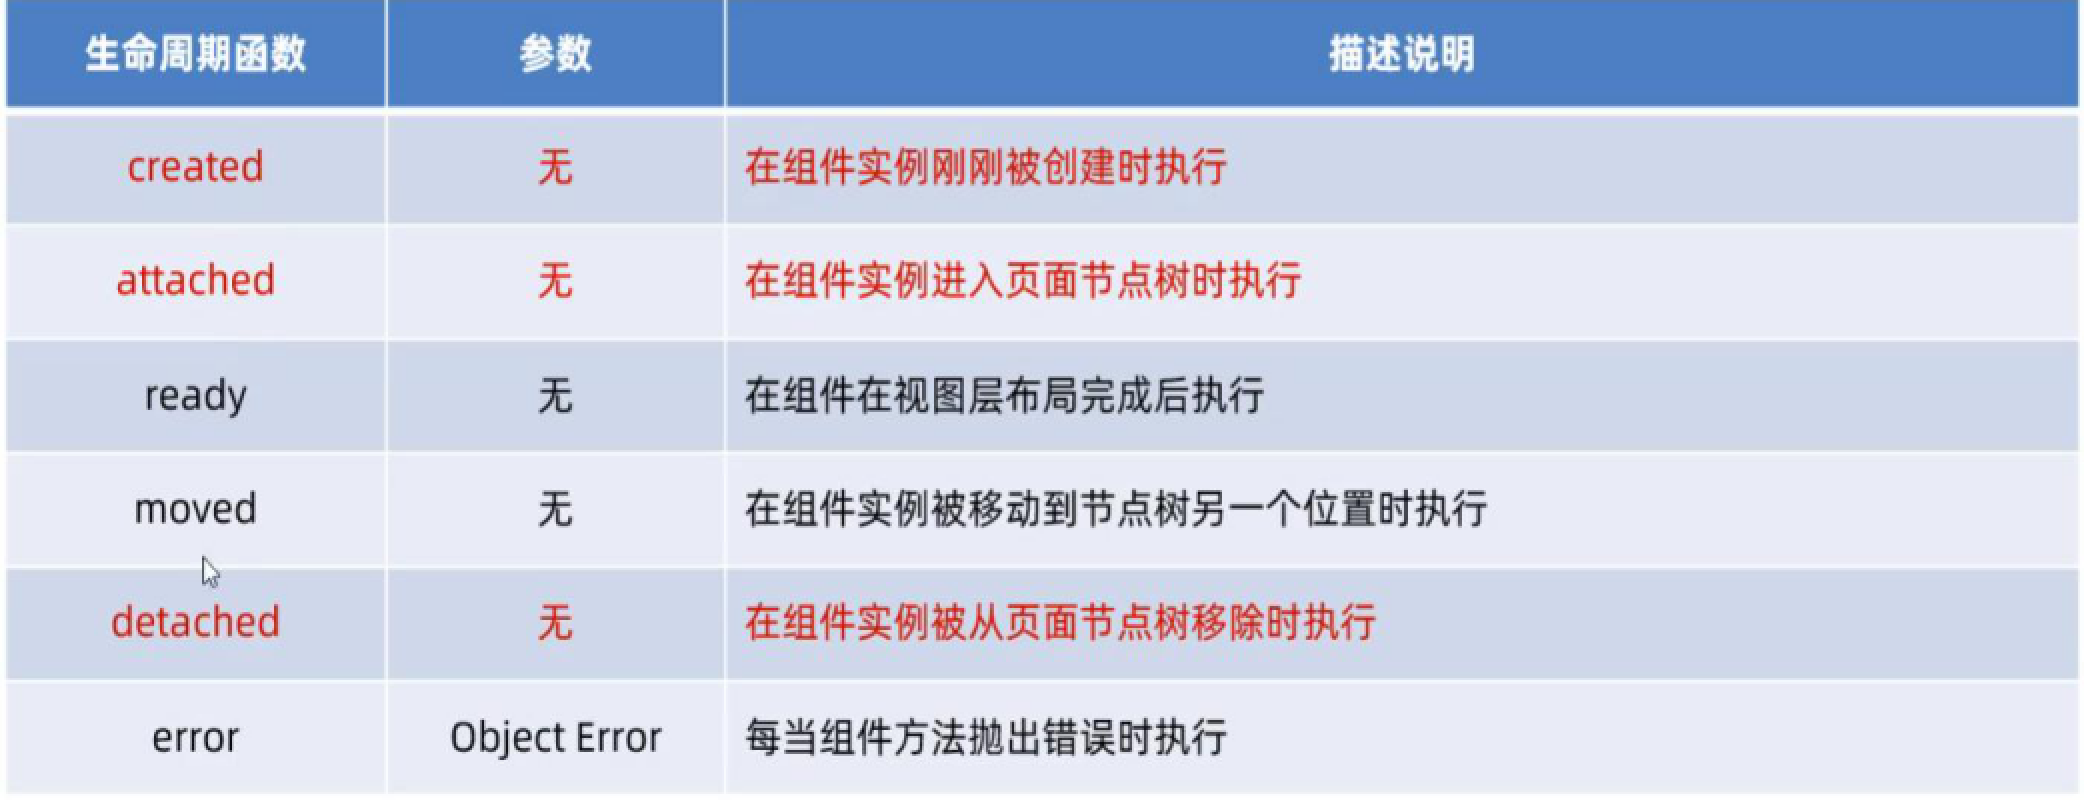 生命周期函数 参数 描述说明
created 无 在组件实例刚刚被创建时执行
attached 无 在组件实例进入页面节点树时执行
ready 无 在组件在视图层布局完成后执行
moved 无 在组件实例被移动到节点树另一个位置时执行
detached 无 在组件实例被从页面节点树移除时执行
error Object Error 每当组件方法抛出错误时执行